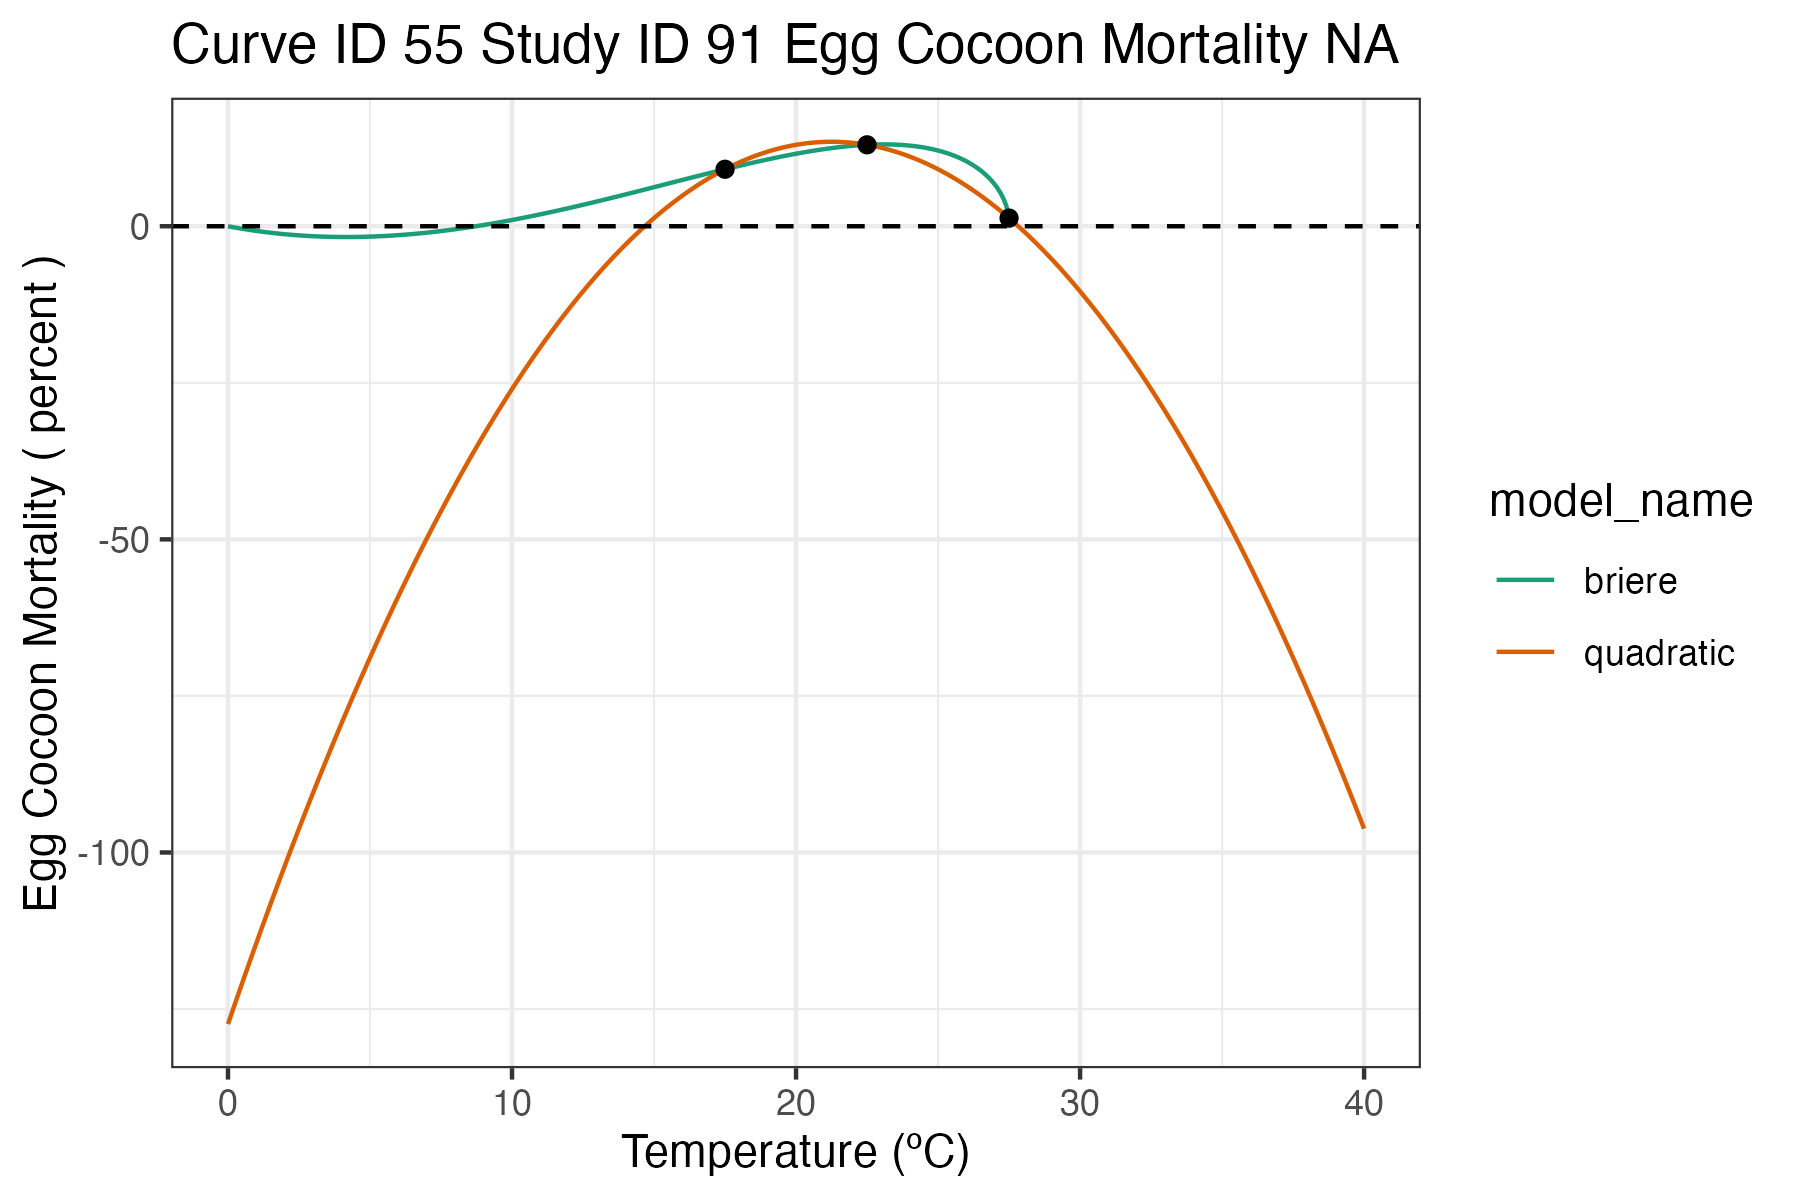 Curve ID 55 Study ID 91 Egg Cocoon Mortality NA
Egg Cocoon Mortality ( percent )
0
-50
-100
0 10 20 30 40
Temperature (ºC)
model_name
briere
quadratic